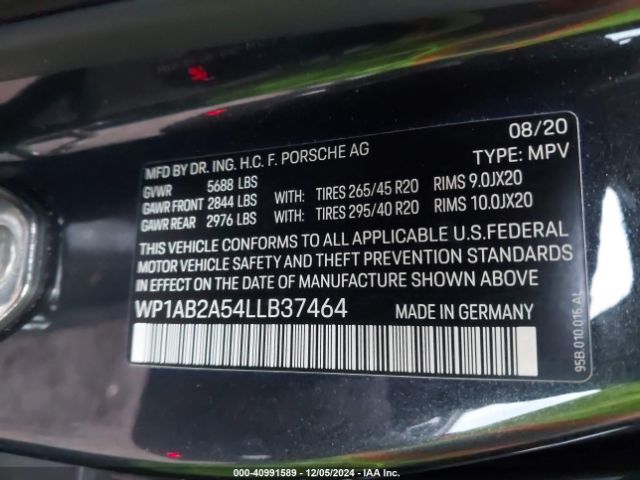 08/20
MFD BY DR. ING. H.C. F. PORSCHE AG TYPE: MPV
GVWR 5688 LBS
GAWR FRONT 2844 LBS WITH: TIRES 265/45 R20 RIMS 9.0JX20
GAWR REAR 2976 LBS WITH: TIRES 295/40 R20 RIMS 10.0JX20
THIS VEHICLE CONFORMS TO ALL APPLICABLE U.S.FEDERAL
MOTOR VEHICLE SAFETY AND THEFT PREVENTION STANDARDS
IN EFFECT ON THE DATE OF MANUFACTURE SHOWN ABOVE
WP1AB2A54LLB37464 MADE IN GERMANY
95B.010.016.AL
© - 40991589 - 12/05/2024 - IAA Inc.